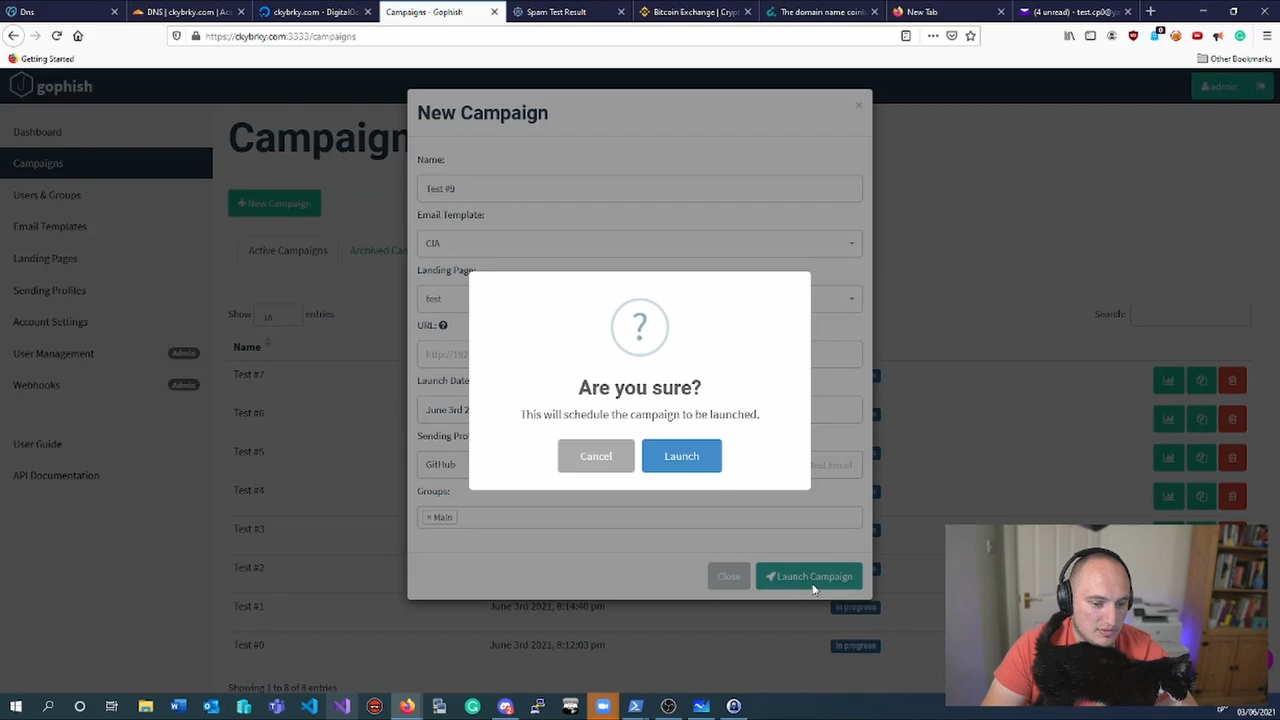 Dns
DNS | ckybrky.com | Ac
ckybrky.com - DigitalOc
Campaigns - Gophish
Spam Test Result
Bitcoin Exchange | Crypt
The domain name coinb
New Tab
(4 unread) - test.cp0@y
https://ckybrky.com:3333/campaigns
Getting Started
Other Bookmarks
gophish
admin
Dashboard
Campaigns
Users & Groups
Email Templates
Landing Pages
Sending Profiles
Account Settings
User Management
Admin
Webhooks
Admin
User Guide
API Documentation
Campaign
New Campaign
Active Campaigns
Archived Cam
Show
10
entries
Search:
Name
Test #7
Test #6
Test #5
Test #4
Test #3
Test #2
Test #1
June 3rd 2021, 8:14:40 pm
In progress
Test #0
June 3rd 2021, 8:12:03 pm
In progress
Showing 1 to 8 of 8 entries
New Campaign
Name:
Test #9
Email Template:
CJA
Landing Page:
test
URL:
http://192
Launch Date
June 3rd 2
Sending Pro
GitHub
Test Email
Groups:
× Main
Close
Launch Campaign
?
Are you sure?
This will schedule the campaign to be launched.
Cancel
Launch
03/06/2021